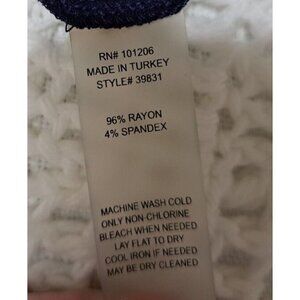 RN# 101206
MADE IN TURKEY
STYLE# 39831
96% RAYON
4% SPANDEX
MACHINE WASH COLD
ONLY NON-CHLORINE
BLEACH WHEN NEEDED
LAY FLAT TO DRY
COOL IRON IF NEEDED
MAY BE DRY CLEANED